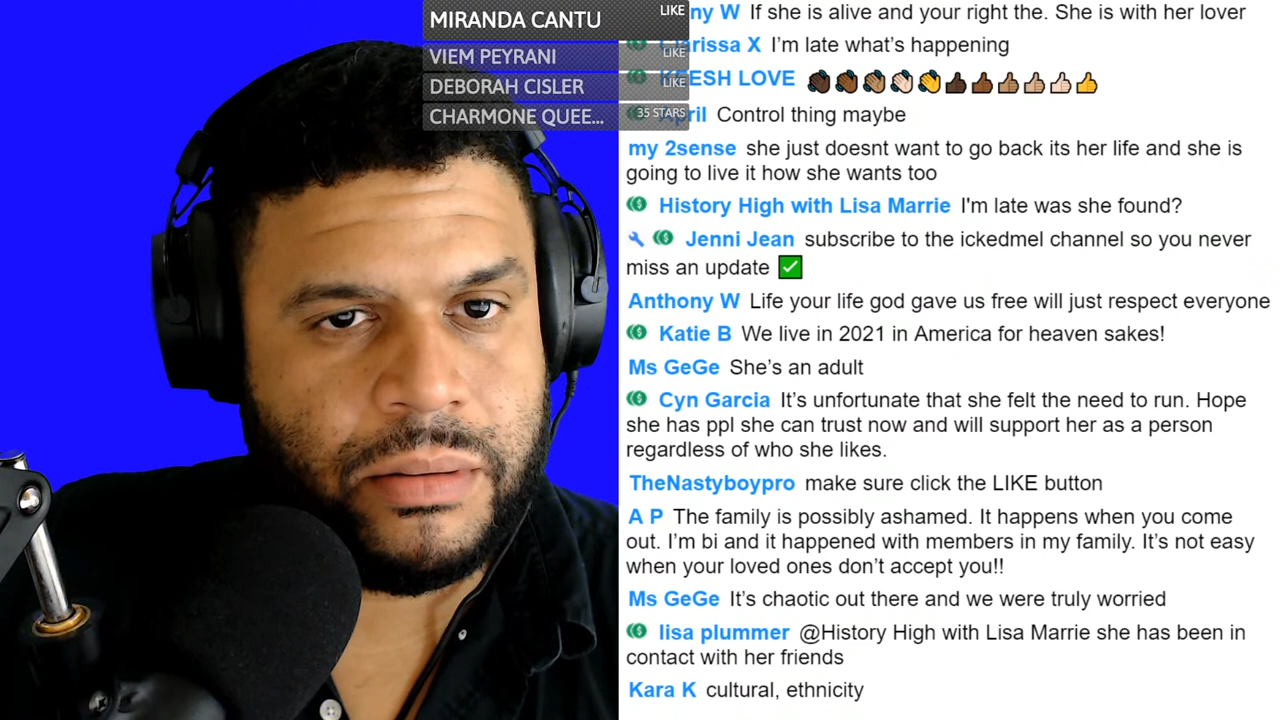 MIRANDA CANTU LIKE
VIEM PEYRANI LIKE
DEBORAH CISLER LIKE
CHARMONE QUEE... 35 STARS
ny W If she is alive and your right the. She is with her lover
arissa X I'm late what's happening
EESH LOVE 👏🏿👏🏾👏🏽👏🏻👏👍🏿👍🏾👍🏽👍🏼👍🏻👍
April Control thing maybe
my 2sense she just doesnt want to go back its her life and she is
going to live it how she wants too
History High with Lisa Marrie I'm late was she found?
Jenni Jean subscribe to the ickedmel channel so you never
miss an update ✅
Anthony W Life your life god gave us free will just respect everyone
Katie B We live in 2021 in America for heaven sakes!
Ms GeGe She's an adult
Cyn Garcia It's unfortunate that she felt the need to run. Hope
she has ppl she can trust now and will support her as a person
regardless of who she likes.
TheNastyboypro make sure click the LIKE button
A P The family is possibly ashamed. It happens when you come
out. I'm bi and it happened with members in my family. It's not easy
when your loved ones don't accept you!!
Ms GeGe It's chaotic out there and we were truly worried
lisa plummer @History High with Lisa Marrie she has been in
contact with her friends
Kara K cultural, ethnicity